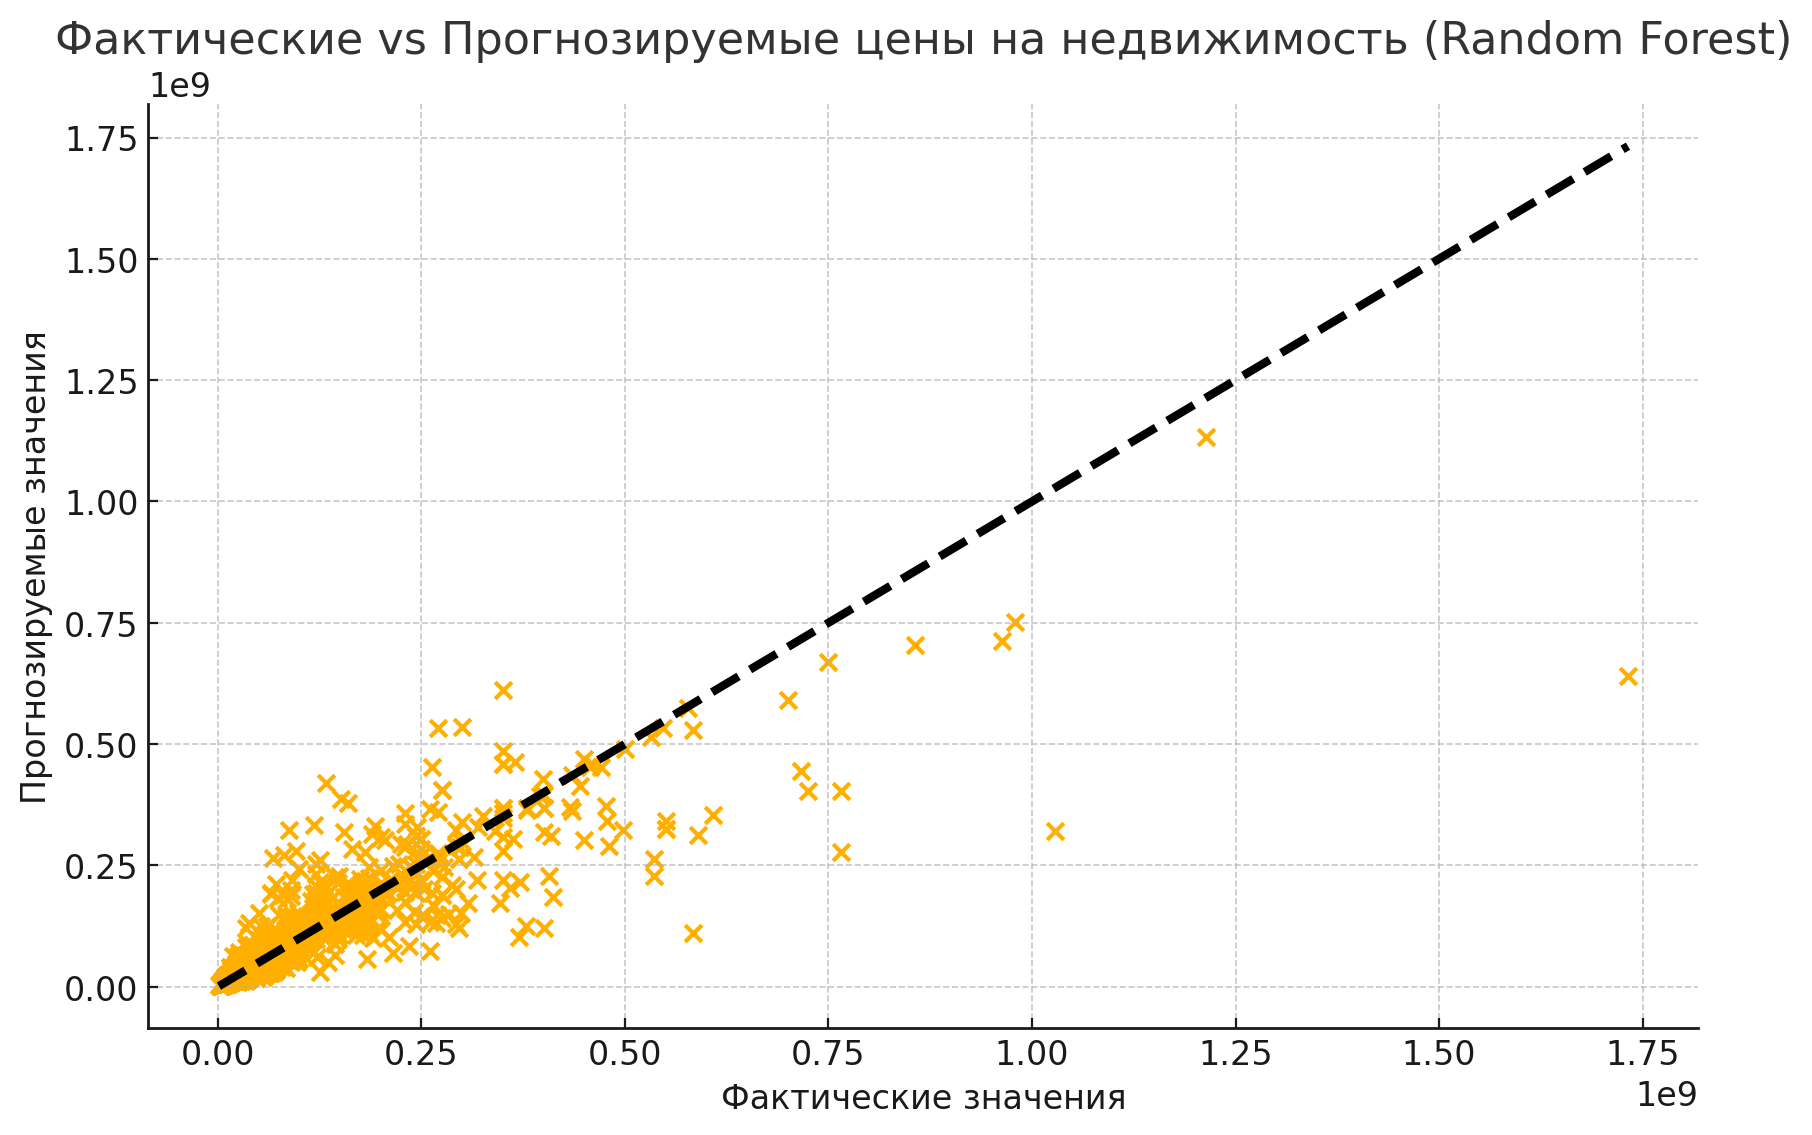 Фактические vs Прогнозируемые цены на недвижимость (Random Forest)
1e9
1.75
1.50
1.25
1.00
0.75
0.50
0.25
0.00
Прогнозируемые значения
0.00 0.25 0.50 0.75 1.00 1.25 1.50 1.75
1e9
Фактические значения